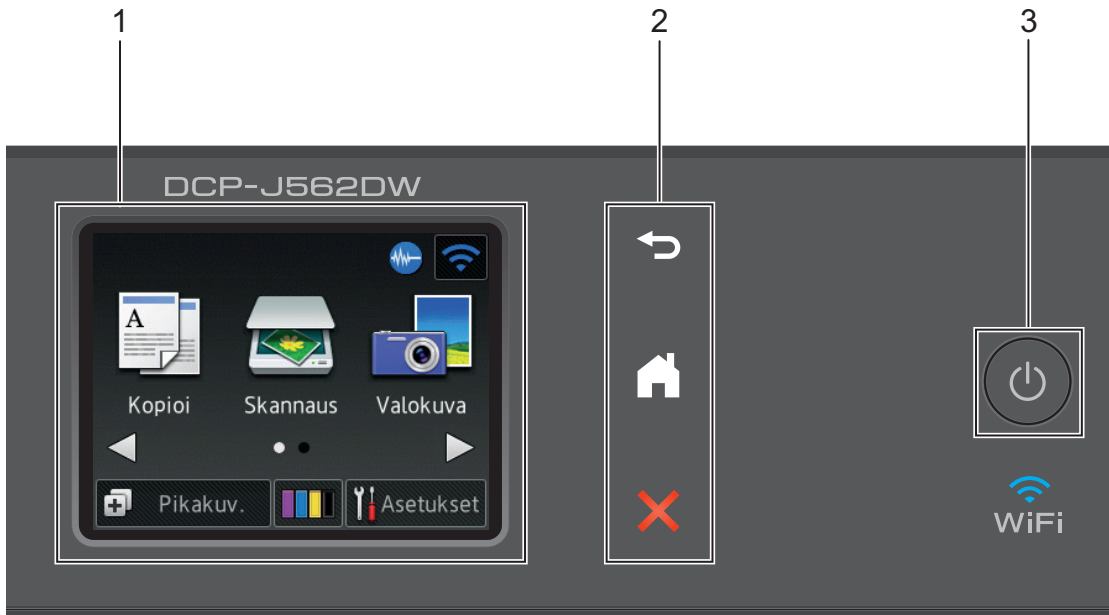 1 2 3
DCP-J562DW
A
Kopioi Skannaus Valokuva
Pikakuv. Asetukset
WiFi